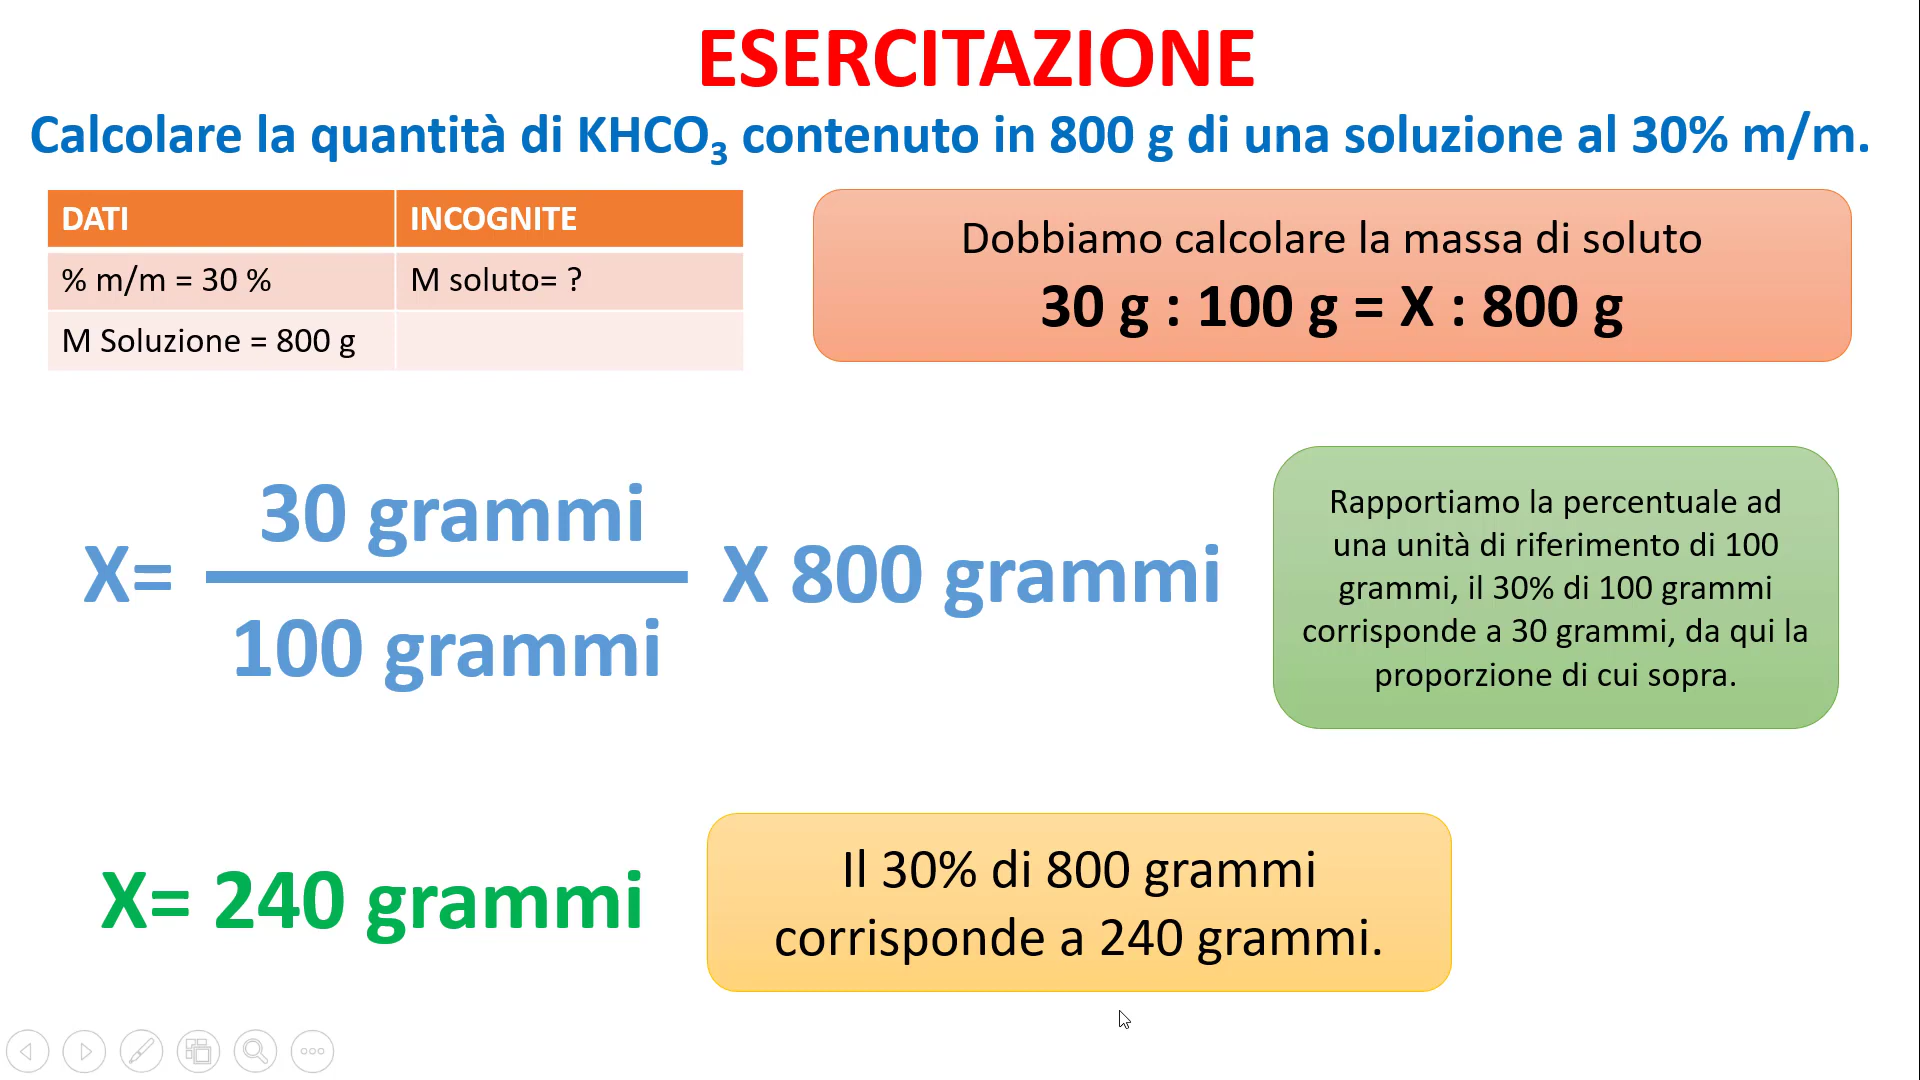 ESERCITAZIONE
Calcolare la quantità di KHCO₃ contenuto in 800 g di una soluzione al 30% m/m.
DATI
INCOGNITE
% m/m = 30 %
M soluto= ?
M Soluzione = 800 g
Dobbiamo calcolare la massa di soluto
30 g : 100 g = X : 800 g
X=
30 grammi
100 grammi
X 800 grammi
Rapportiamo la percentuale ad
una unità di riferimento di 100
grammi, il 30% di 100 grammi
corrisponde a 30 grammi, da qui la
proporzione di cui sopra.
X= 240 grammi
Il 30% di 800 grammi
corrisponde a 240 grammi.